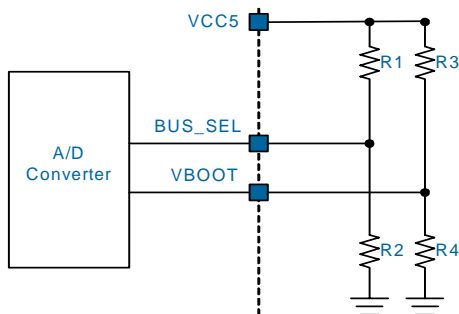 VCC5
R1
R3
BUS_SEL
A/D
Converter
VBOOT
R2
R4